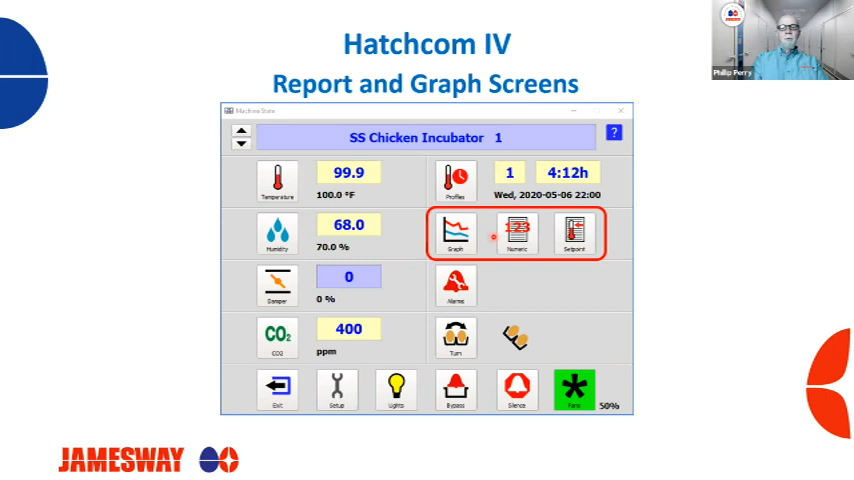 Hatchcom IV
Report and Graph Screens
Phillip Perry
Machine State
SS Chicken Incubator 1
?
Temperature
99.9
100.0 °F
Profiles
1
4:12h
Wed, 2020-05-06 22:00
Humidity
68.0
70.0 %
Graph
123
Numeric
Setpoint
Damper
0
0 %
Alarms
CO2
CO2
400
ppm
Turn
Exit
Setup
Lights
Bypass
Silence
Fans
50%
JAMESWAY